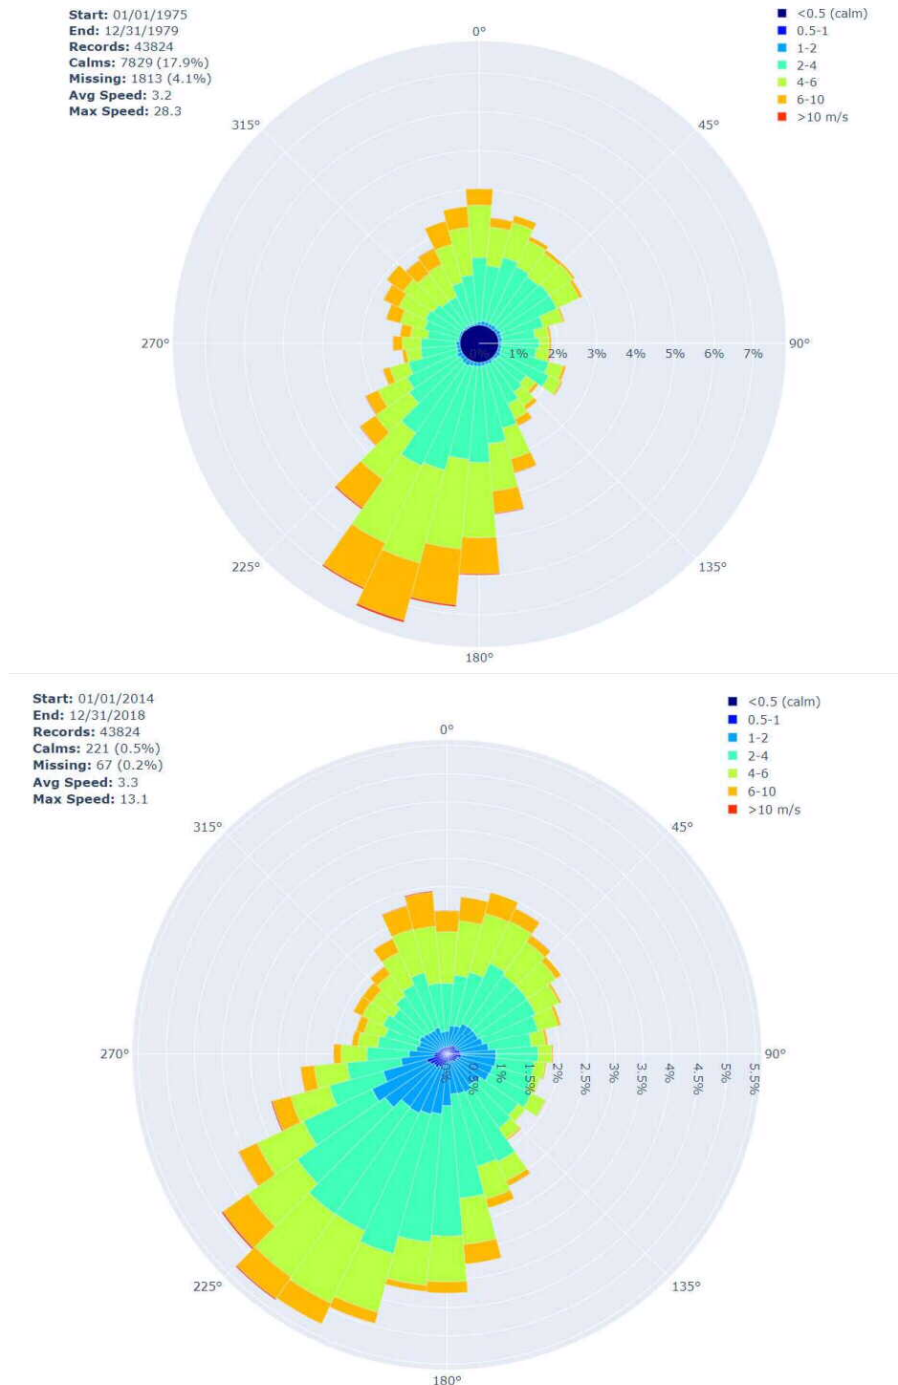 Start: 01/01/1975
End: 12/31/1979
Records: 43824
Calms: 7829 (17.9%)
Missing: 1813 (4.1%)
Avg Speed: 3.2
Max Speed: 28.3
<0.5 (calm)
0.5-1
1-2
2-4
4-6
6-10
>10 m/s
0°
315°
45°
270°
0% 1% 2% 3% 4% 5% 6% 7%
90°
225°
135°
180°
Start: 01/01/2014
End: 12/31/2018
Records: 43824
Calms: 221 (0.5%)
Missing: 67 (0.2%)
Avg Speed: 3.3
Max Speed: 13.1
<0.5 (calm)
0.5-1
1-2
2-4
4-6
6-10
>10 m/s
0°
315°
45°
270°
90°
0% 0.5% 1% 1.5% 2% 2.5% 3% 3.5% 4% 4.5% 5% 5.5%
225°
135°
180°